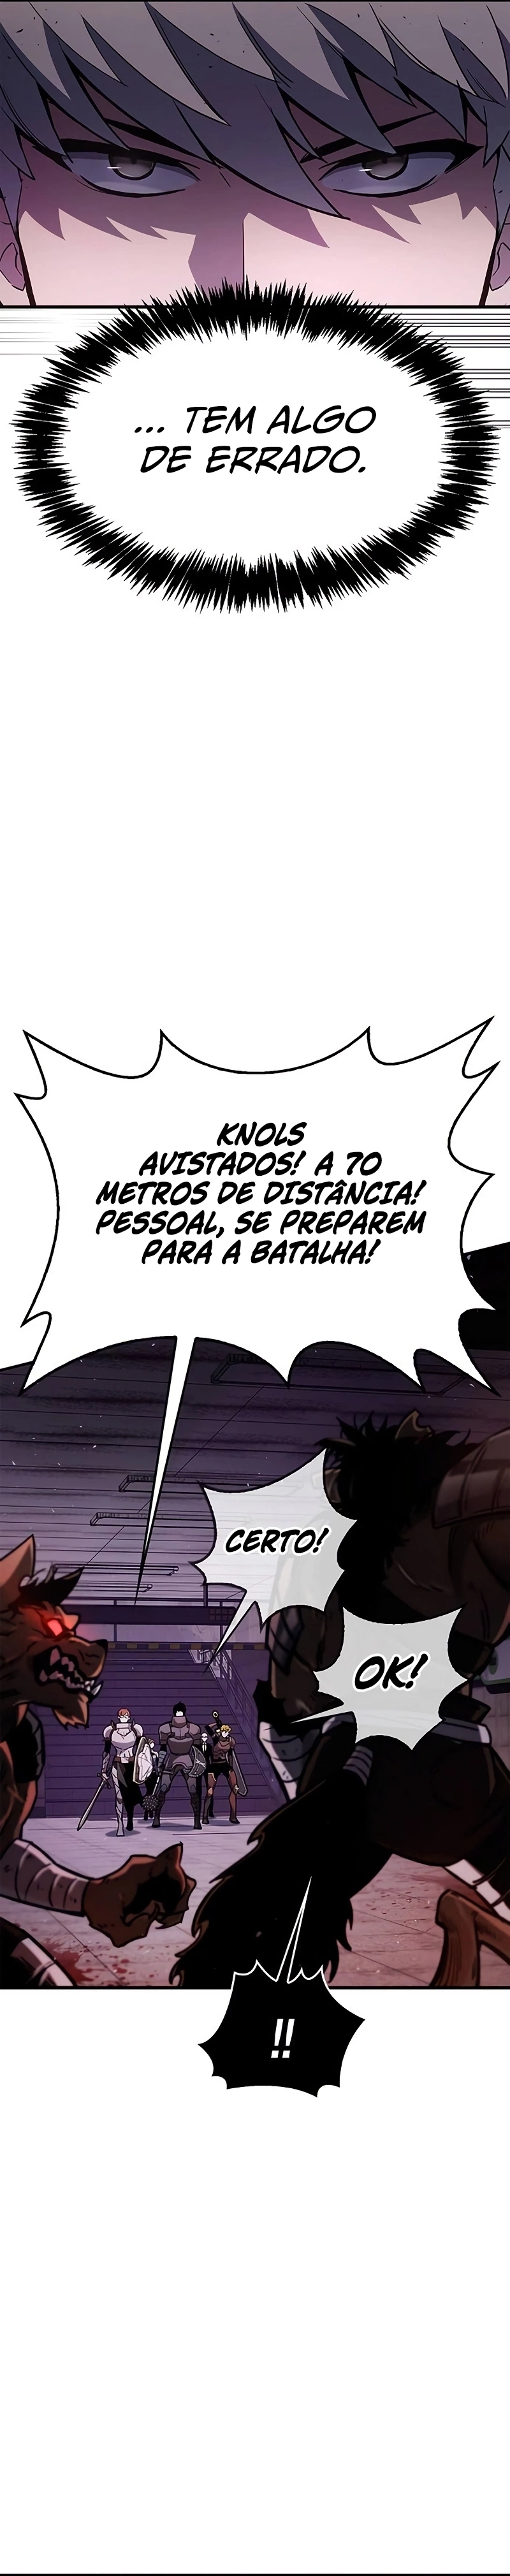 ... TEM ALGO
DE ERRADO.
KNOLS
AVISTADOS! A 70
METROS DE DISTÂNCIA!
PESSOAL, SE PREPAREM
PARA A BATALHA!
CERTO!
OK!
!!